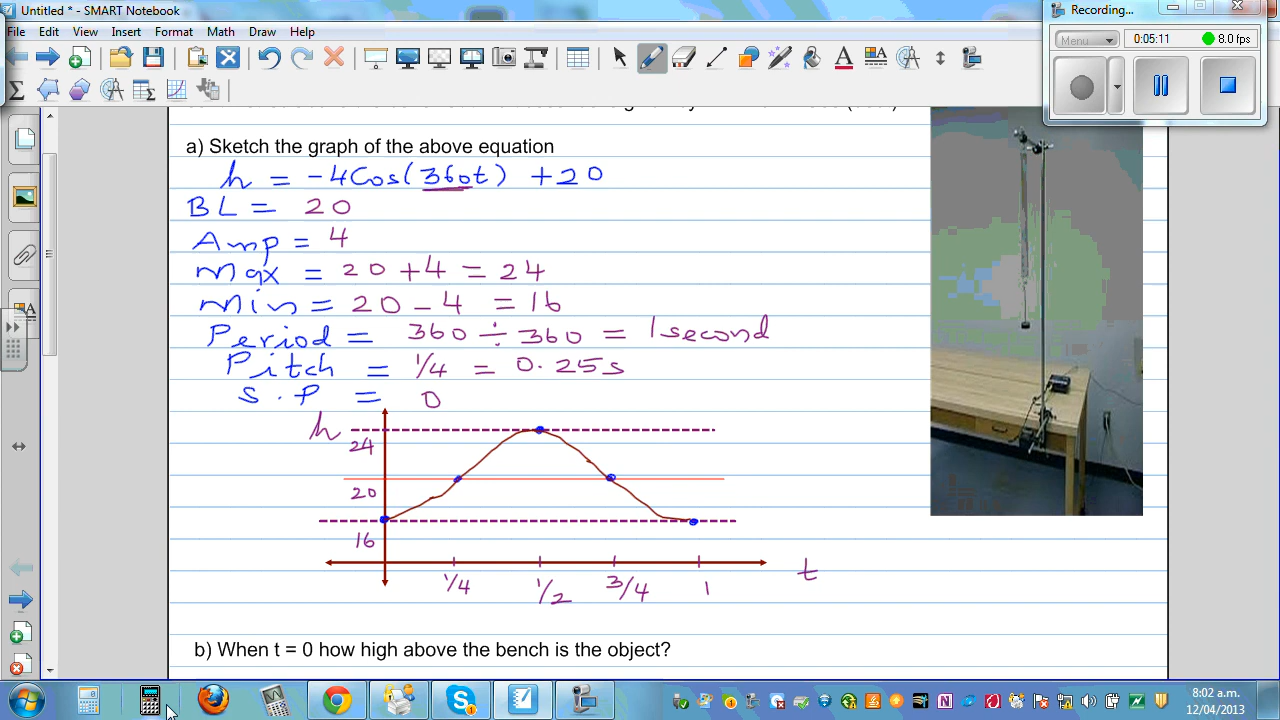 Untitled * - SMART Notebook
Recording...
File Edit View Insert Format Math Draw Help
Menu 0:05:11 8.0 fps
a) Sketch the graph of the above equation
h = -4Cos(360t) +20
BL = 20
Amp = 4
Max = 20 +4 = 24
Min = 20 - 4 = 16
Period = 360 ÷ 360 = 1second
Pitch = 1/4 = 0.25s
S.P = 0
h
24
20
16
1/4 1/2 3/4 1 t
b) When t = 0 how high above the bench is the object?
8:02 a.m.
12/04/2013